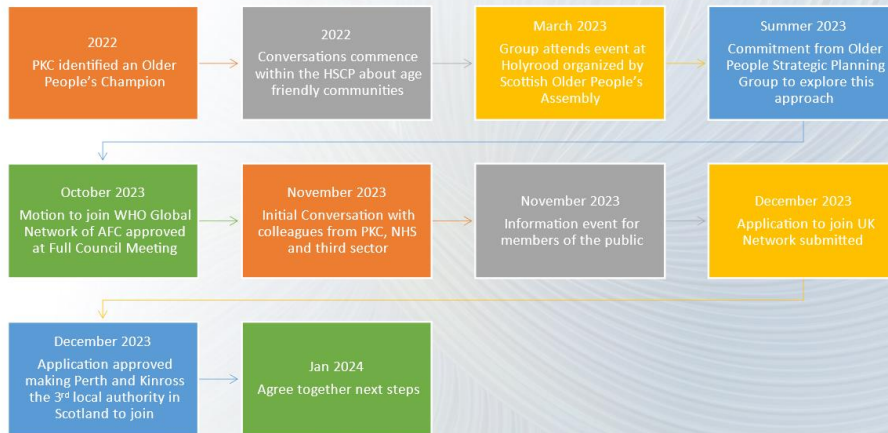 2022
PKC identified an Older
People's Champion
2022
Conversations commence
within the HSCP about age
friendly communities
March 2023
Group attends event at
Holyrood organized by
Scottish Older People's
Assembly
Summer 2023
Commitment from Older
People Strategic Planning
Group to explore this
approach
October 2023
Motion to join WHO Global
Network of AFC approved
at Full Council Meeting
November 2023
Initial Conversation with
colleagues from PKC, NHS
and third sector
November 2023
Information event for
members of the public
December 2023
Application to join UK
Network submitted
December 2023
Application approved
making Perth and Kinross
the 3rd local authority in
Scotland to join
Jan 2024
Agree together next steps